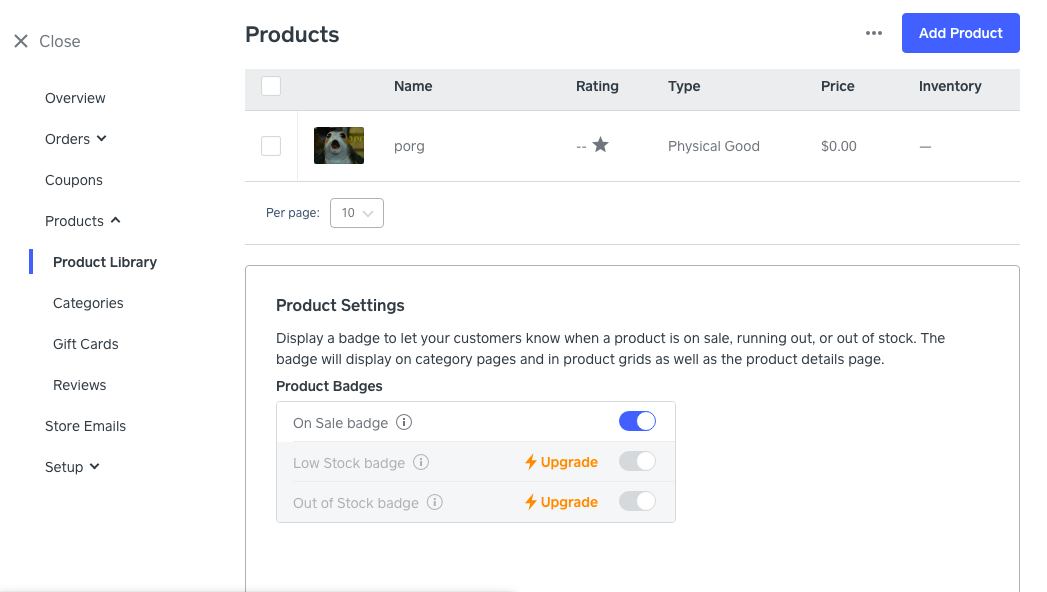 Close
Overview
Orders
Coupons
Products
Product Library
Categories
Gift Cards
Reviews
Store Emails
Setup
Products
Add Product
Name Rating Type Price Inventory
porg -- Physical Good $0.00 —
Per page: 10
Product Settings
Display a badge to let your customers know when a product is on sale, running out, or out of stock. The
badge will display on category pages and in product grids as well as the product details page.
Product Badges
On Sale badge
Low Stock badge Upgrade
Out of Stock badge Upgrade